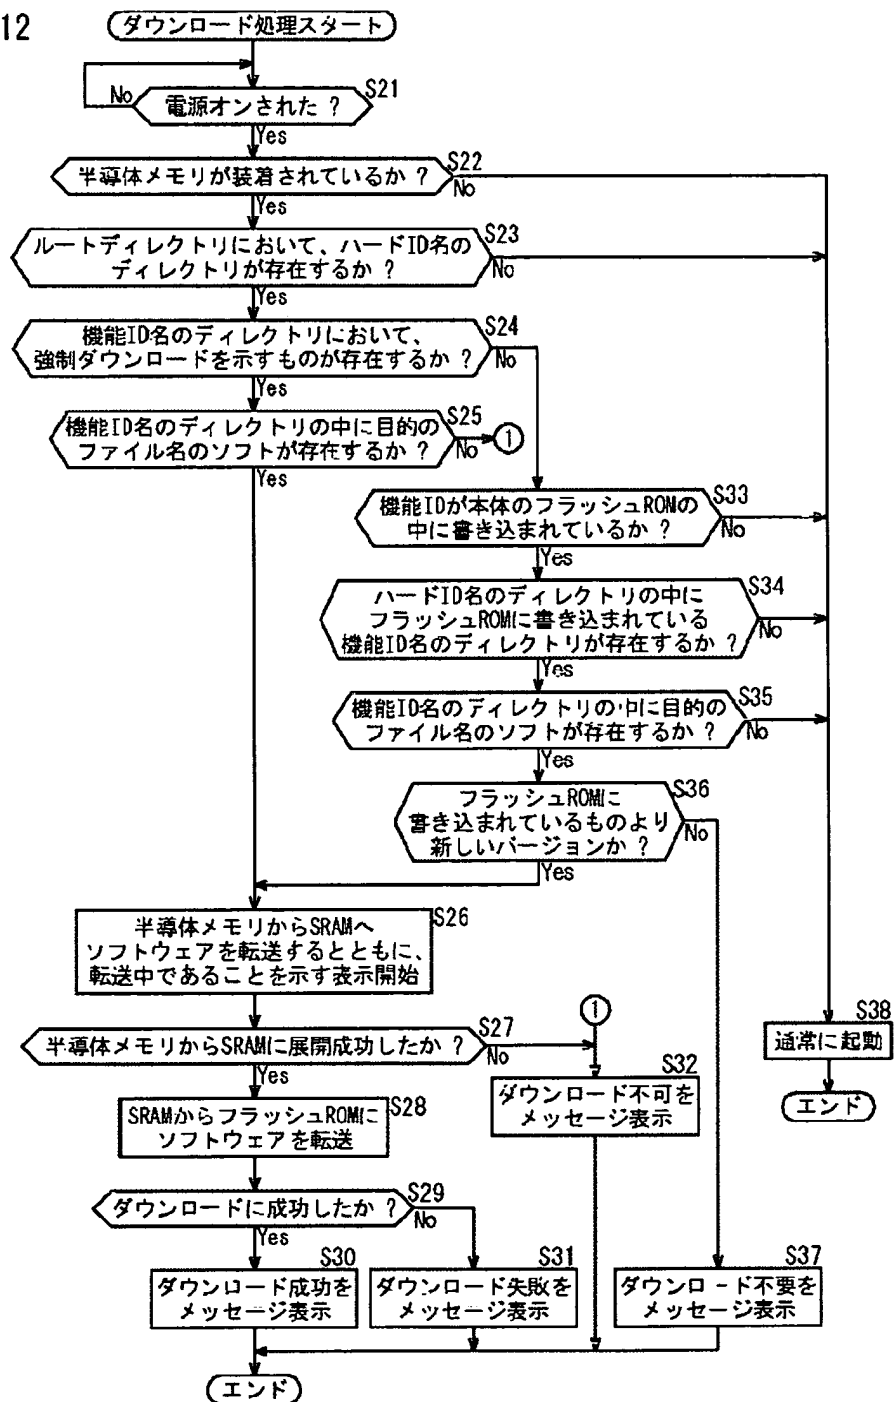 12
ダウンロード処理スタート
S21
電源オンされた ?
No
Yes
S22
半導体メモリが装着されているか ?
No
Yes
S23
ルートディレクトリにおいて、ハードID名の
ディレクトリが存在するか ?
No
Yes
S24
機能ID名のディレクトリにおいて、
強制ダウンロードを示すものが存在するか ?
No
Yes
S25
機能ID名のディレクトリの中に目的の
ファイル名のソフトが存在するか ?
No
1
Yes
S33
機能IDが本体のフラッシュROMの
中に書き込まれているか ?
No
Yes
S34
ハードID名のディレクトリの中に
フラッシュROMに書き込まれている
機能ID名のディレクトリが存在するか ?
No
Yes
S35
機能ID名のディレクトリの中に目的の
ファイル名のソフトが存在するか ?
No
Yes
S36
フラッシュROMに
書き込まれているものより
新しいバージョンか ?
No
Yes
S26
半導体メモリからSRAMへ
ソフトウェアを転送するとともに、
転送中であることを示す表示開始
S27
半導体メモリからSRAMに展開成功したか ?
No
Yes
1
S38
通常に起動
エンド
S32
ダウンロード不可を
メッセージ表示
S28
SRAMからフラッシュROMに
ソフトウェアを転送
S29
ダウンロードに成功したか ?
No
Yes
S30
ダウンロード成功を
メッセージ表示
S31
ダウンロード失敗を
メッセージ表示
S37
ダウンロード不要を
メッセージ表示
エンド